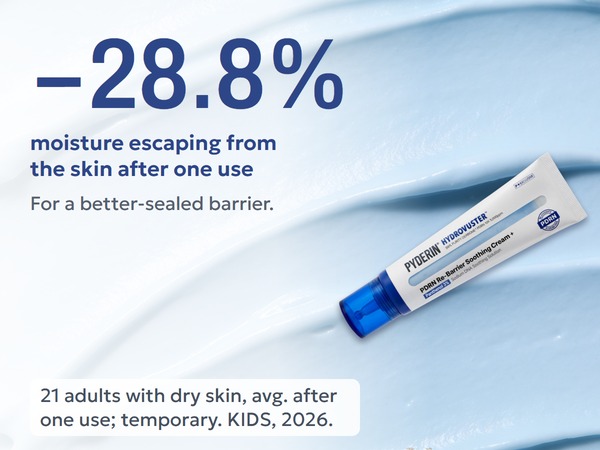 –28.8%
moisture escaping from
the skin after one use
For a better-sealed barrier.
PYDERIN HYDROVUSTER
PDRN
PDRN Re-Barrier Soothing Cream +
21 adults with dry skin, avg. after
one use; temporary. KIDS, 2026.